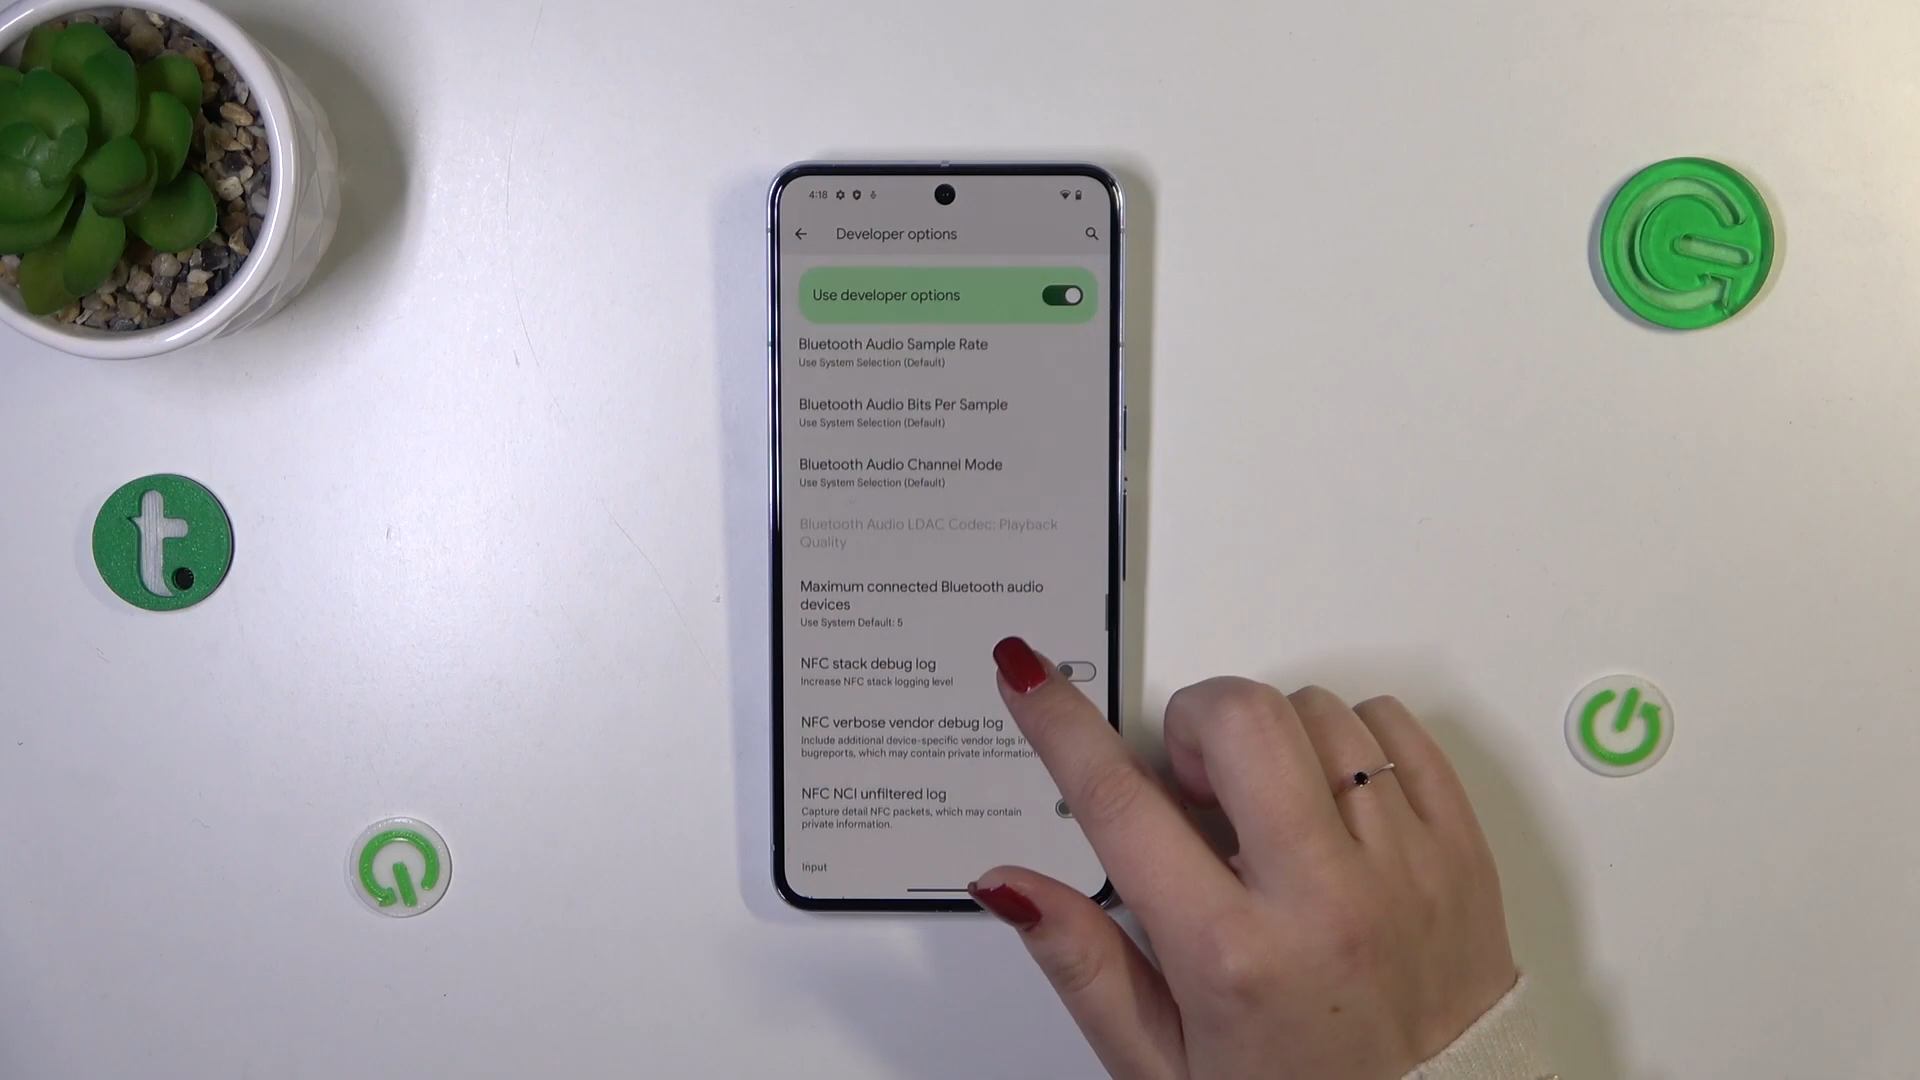 4:18
Developer options
Use developer options
Bluetooth Audio Sample Rate
Use System Selection (Default)
Bluetooth Audio Bits Per Sample
Use System Selection (Default)
Bluetooth Audio Channel Mode
Use System Selection (Default)
Bluetooth Audio LDAC Codec: Playback
Quality
Maximum connected Bluetooth audio
devices
Use System Default: 5
NFC stack debug log
Increase NFC stack logging level
NFC verbose vendor debug log
Include additional device-specific vendor logs in
bugreports, which may contain private information.
NFC NCI unfiltered log
Capture detail NFC packets, which may contain
private information.
Input
t.